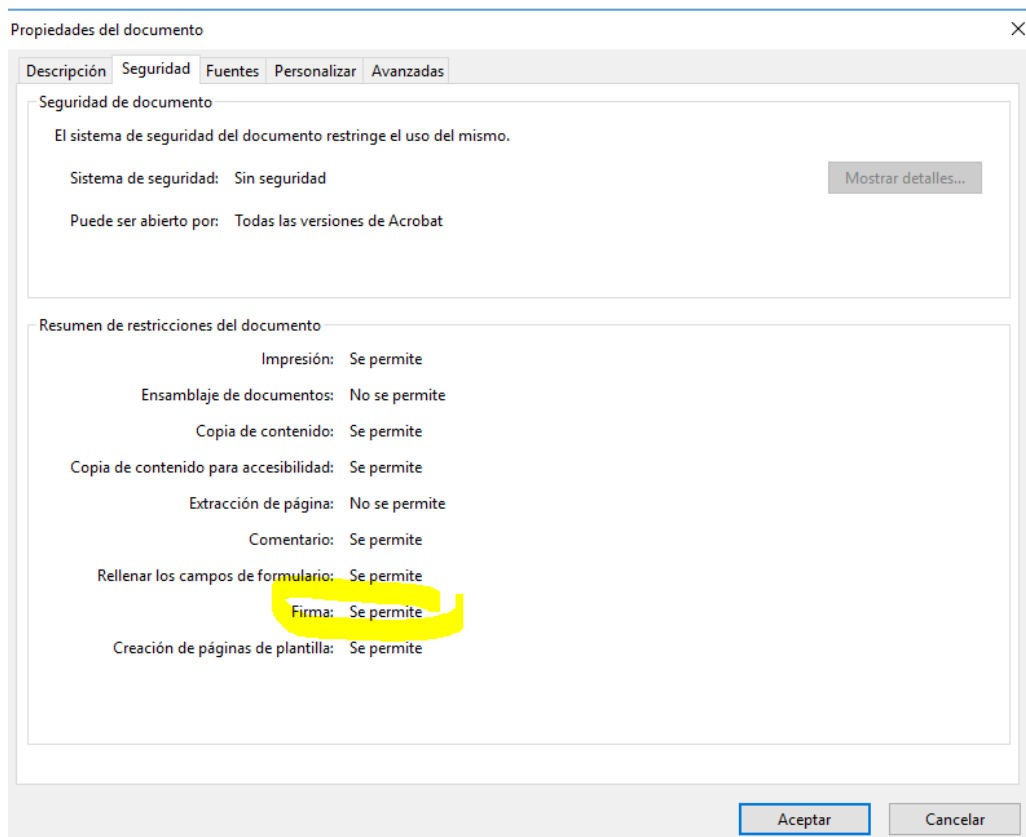 Propiedades del documento
Descripción Seguridad Fuentes Personalizar Avanzadas
Seguridad de documento
El sistema de seguridad del documento restringe el uso del mismo.
Sistema de seguridad: Sin seguridad Mostrar detalles...
Puede ser abierto por: Todas las versiones de Acrobat
Resumen de restricciones del documento
Impresión: Se permite
Ensamblaje de documentos: No se permite
Copia de contenido: Se permite
Copia de contenido para accesibilidad: Se permite
Extracción de página: No se permite
Comentario: Se permite
Rellenar los campos de formulario: Se permite
Firma: Se permite
Creación de páginas de plantilla: Se permite
Aceptar Cancelar